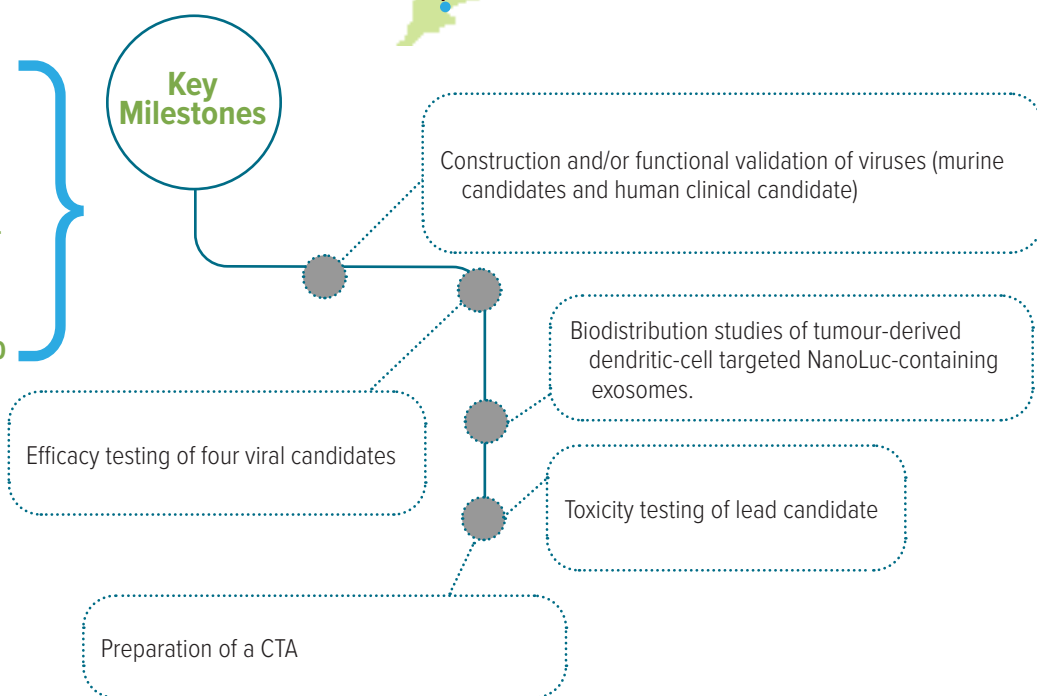 Key
Milestones
Construction and/or functional validation of viruses (murine
candidates and human clinical candidate)
Biodistribution studies of tumour-derived
dendritic-cell targeted NanoLuc-containing
exosomes.
Efficacy testing of four viral candidates
Toxicity testing of lead candidate
Preparation of a CTA